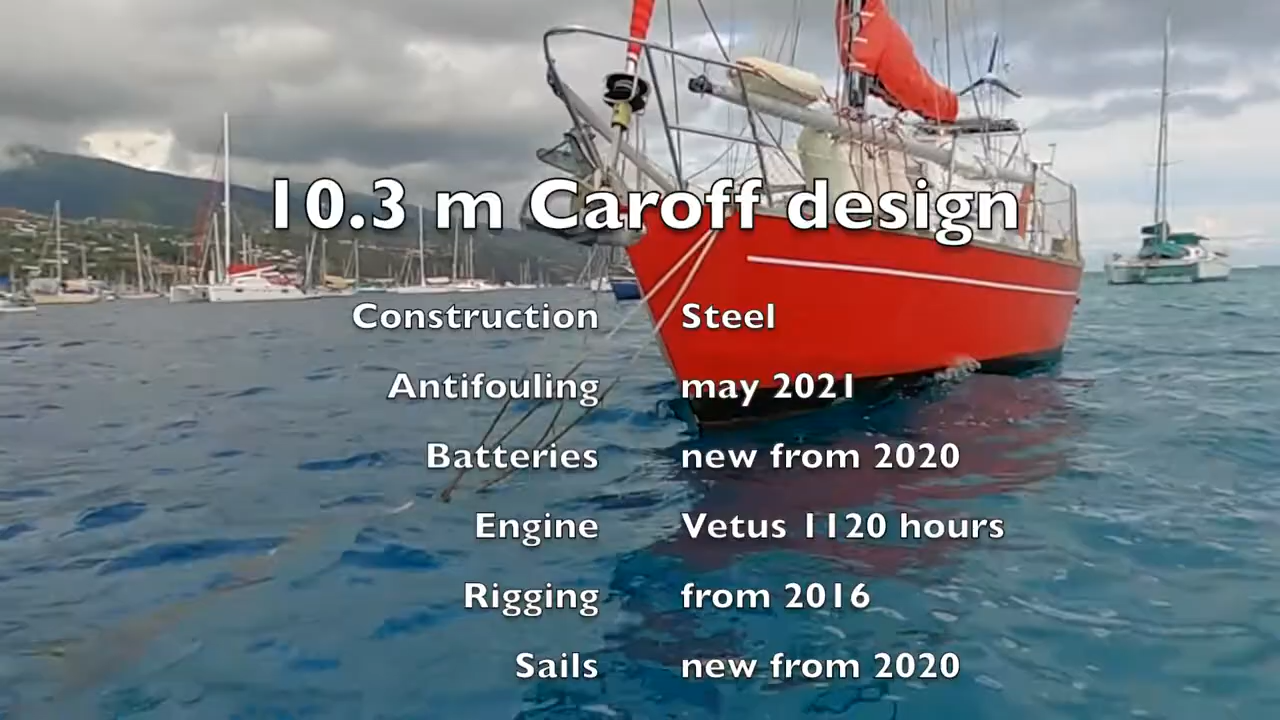 10.3 m Caroff design
Construction Steel
Antifouling may 2021
Batteries new from 2020
Engine Vetus 1120 hours
Rigging from 2016
Sails new from 2020